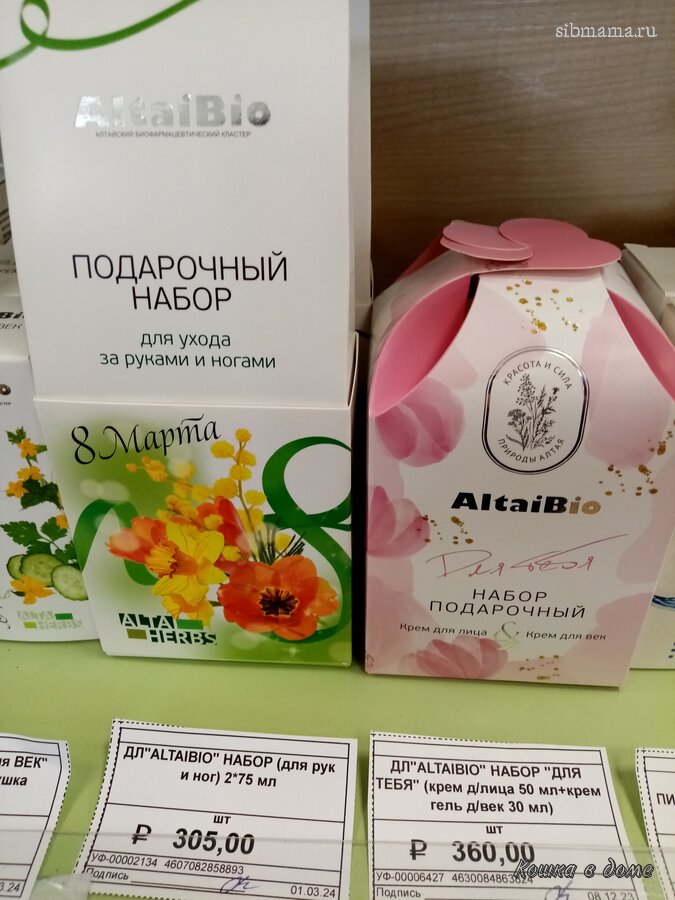 sibmama.ru
AltaiBio
АЛТАЙСКИЙ БИОФАРМАЦЕВТИЧЕСКИЙ КЛАСТЕР
ПОДАРОЧНЫЙ
НАБОР
для ухода
за руками и ногами
8 Марта
8
ALTAI
HERBS
КРАСОТА И СИЛА
ПРИРОДЫ АЛТАЯ
AltaiBio
Для тебя
НАБОР
ПОДАРОЧНЫЙ
Крем для лица & Крем для век
ALTAI
HERBS
ДЛ"ALTAIBIO" НАБОР (для рук
и ног) 2*75 мл
шт
₽ 305,00
УФ-00002134 4607082858893
Подпись 01.03.24
ДЛ"ALTAIBIO" НАБОР "ДЛЯ
ТЕБЯ" (крем д/лица 50 мл+крем
гель д/век 30 мл)
шт
₽ 360,00
УФ-00006427 4630084863824
Подпись 08.12.23
Кошка в доме